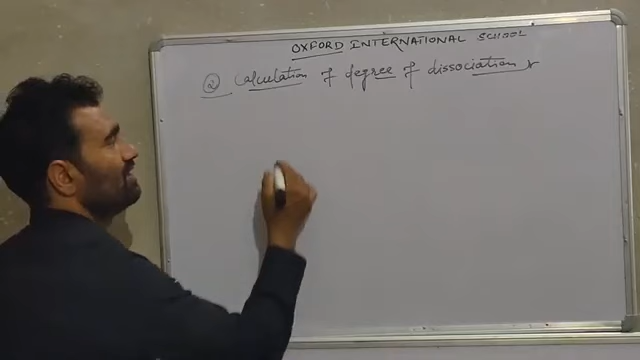 OXFORD INTERNATIONAL SCHOOL
② Calculation of degree of dissociation